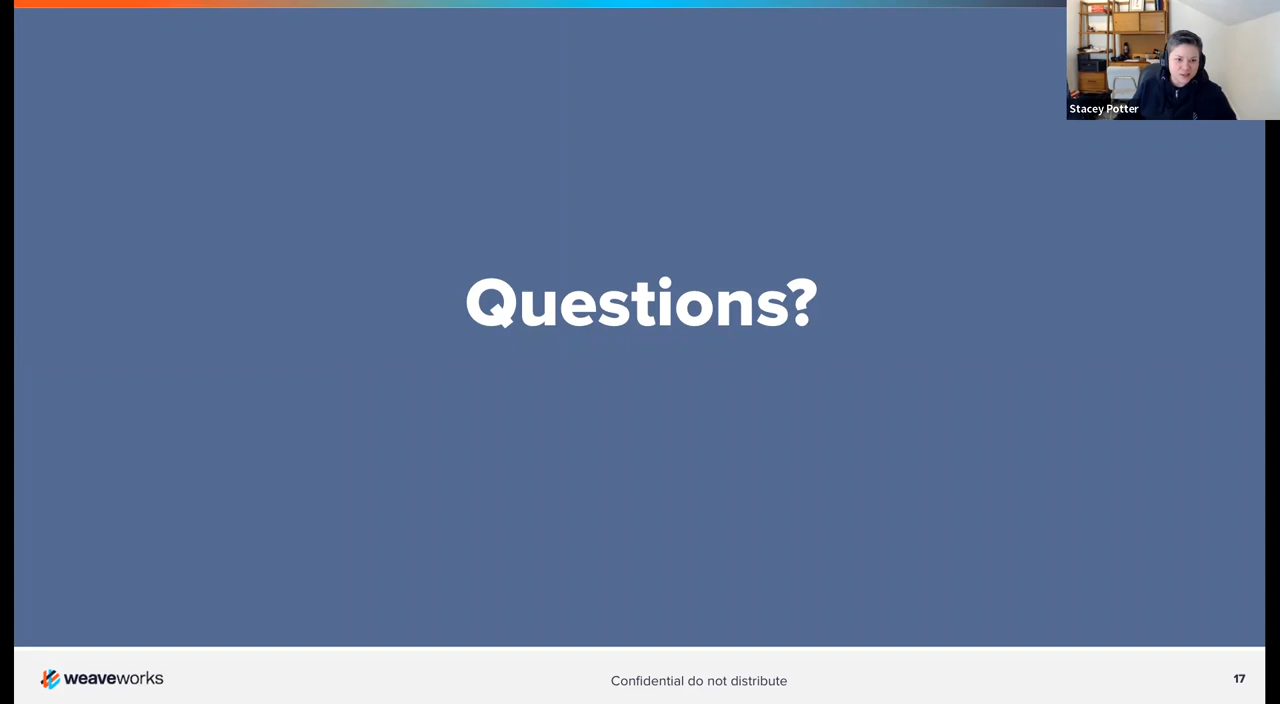 Stacey Potter
Questions?
weaveworks
Confidential do not distribute
17